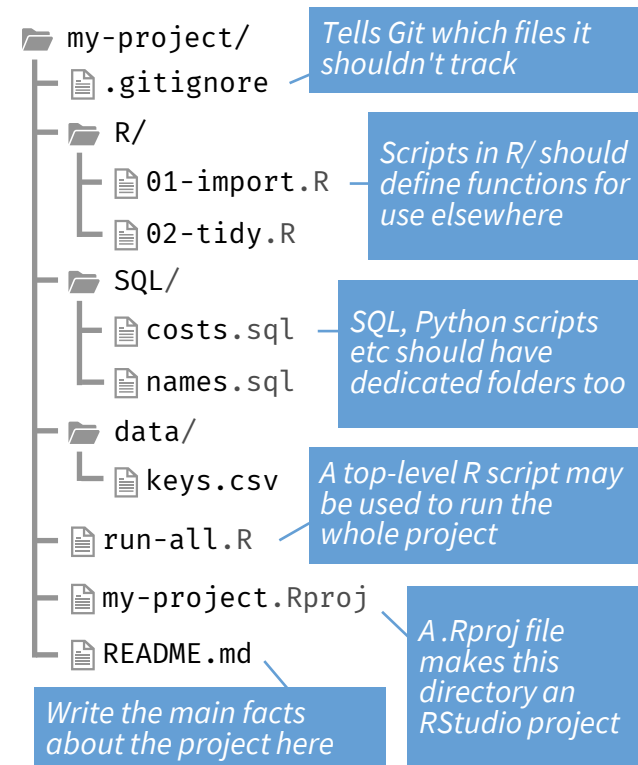 my-project/
Tells Git which files it
shouldn't track
.gitignore
R/
Scripts in R/ should
define functions for
use elsewhere
01-import.R
02-tidy.R
SQL/
SQL, Python scripts
etc should have
dedicated folders too
costs.sql
names.sql
data/
keys.csv
A top-level R script may
be used to run the
whole project
run-all.R
my-project.Rproj
A .Rproj file
makes this
directory an
RStudio project
README.md
Write the main facts
about the project here